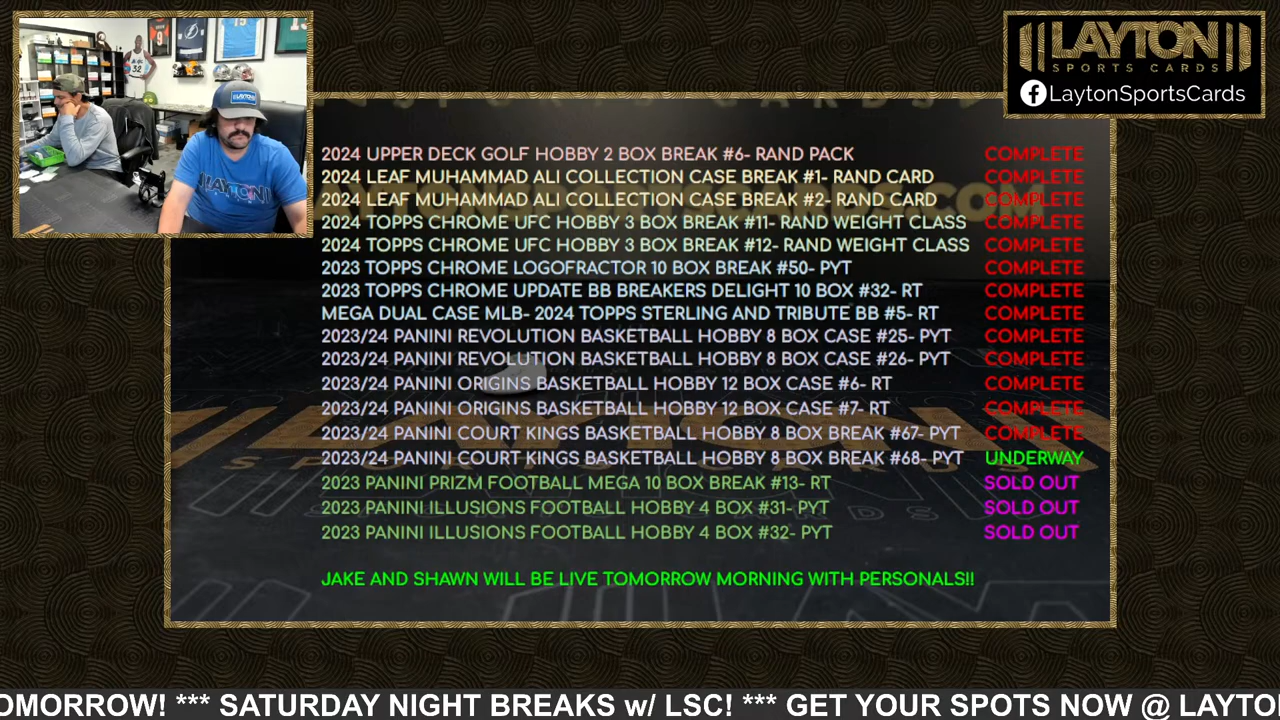 LAYTON
SPORTS CARDS
LaytonSportsCards
2024 UPPER DECK GOLF HOBBY 2 BOX BREAK #6- RAND PACK COMPLETE
2024 LEAF MUHAMMAD ALI COLLECTION CASE BREAK #1- RAND CARD COMPLETE
2024 LEAF MUHAMMAD ALI COLLECTION CASE BREAK #2- RAND CARD COMPLETE
2024 TOPPS CHROME UFC HOBBY 3 BOX BREAK #11- RAND WEIGHT CLASS COMPLETE
2024 TOPPS CHROME UFC HOBBY 3 BOX BREAK #12- RAND WEIGHT CLASS COMPLETE
2023 TOPPS CHROME LOGOFRACTOR 10 BOX BREAK #50- PYT COMPLETE
2023 TOPPS CHROME UPDATE BB BREAKERS DELIGHT 10 BOX #32- RT COMPLETE
MEGA DUAL CASE MLB- 2024 TOPPS STERLING AND TRIBUTE BB #5- RT COMPLETE
2023/24 PANINI REVOLUTION BASKETBALL HOBBY 8 BOX CASE #25- PYT COMPLETE
2023/24 PANINI REVOLUTION BASKETBALL HOBBY 8 BOX CASE #26- PYT COMPLETE
2023/24 PANINI ORIGINS BASKETBALL HOBBY 12 BOX CASE #6- RT COMPLETE
2023/24 PANINI ORIGINS BASKETBALL HOBBY 12 BOX CASE #7- RT COMPLETE
2023/24 PANINI COURT KINGS BASKETBALL HOBBY 8 BOX BREAK #67- PYT COMPLETE
2023/24 PANINI COURT KINGS BASKETBALL HOBBY 8 BOX BREAK #68- PYT UNDERWAY
2023 PANINI PRIZM FOOTBALL MEGA 10 BOX BREAK #13- RT SOLD OUT
2023 PANINI ILLUSIONS FOOTBALL HOBBY 4 BOX #31- PYT SOLD OUT
2023 PANINI ILLUSIONS FOOTBALL HOBBY 4 BOX #32- PYT SOLD OUT
JAKE AND SHAWN WILL BE LIVE TOMORROW MORNING WITH PERSONALS!!
OMORROW! *** SATURDAY NIGHT BREAKS w/ LSC! *** GET YOUR SPOTS NOW @ LAYTO